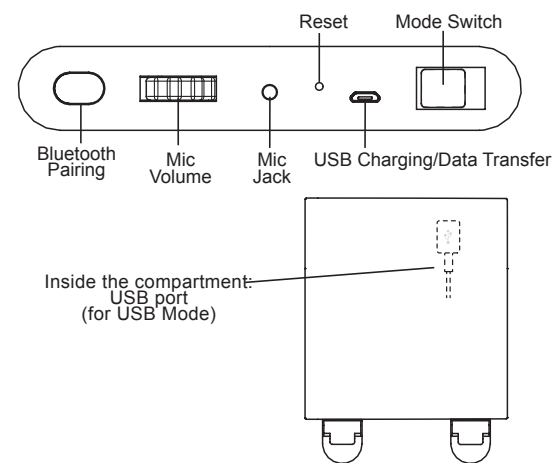 Reset
Mode Switch
Bluetooth
Pairing
Mic
Volume
Mic
Jack
USB Charging/Data Transfer
Inside the compartment:
USB port
(for USB Mode)